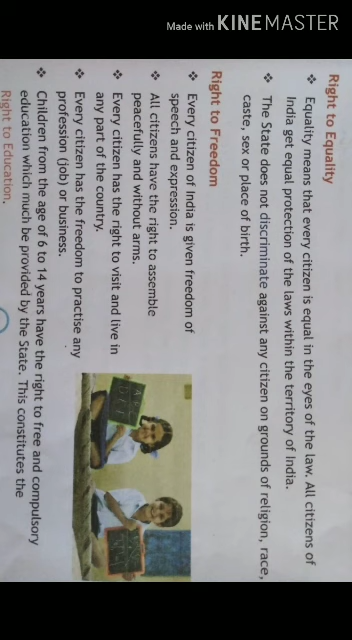 Made with KINEMASTER
Right to Equality
❖ Equality means that every citizen is equal in the eyes of the law. All citizens of
India get equal protection of the laws within the territory of India.
❖ The State does not discriminate against any citizen on grounds of religion, race,
caste, sex or place of birth.
Right to Freedom
❖ Every citizen of India is given freedom of
speech and expression.
❖ All citizens have the right to assemble
peacefully and without arms.
❖ Every citizen has the right to visit and live in
any part of the country.
❖ Every citizen has the freedom to practise any
profession (job) or business.
❖ Children from the age of 6 to 14 years have the right to free and compulsory
education which much be provided by the State. This constitutes the
Right to Education.